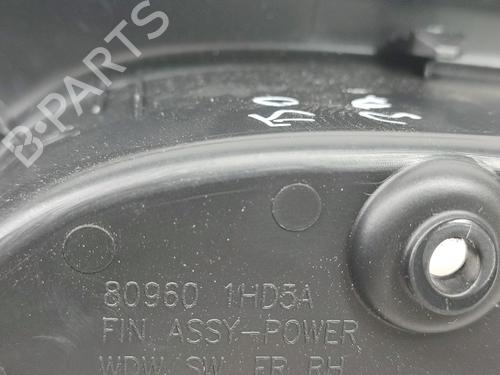 B-PARTS
80960 1HD5A
FIN ASSY-POWER
WDW SW, FR RH